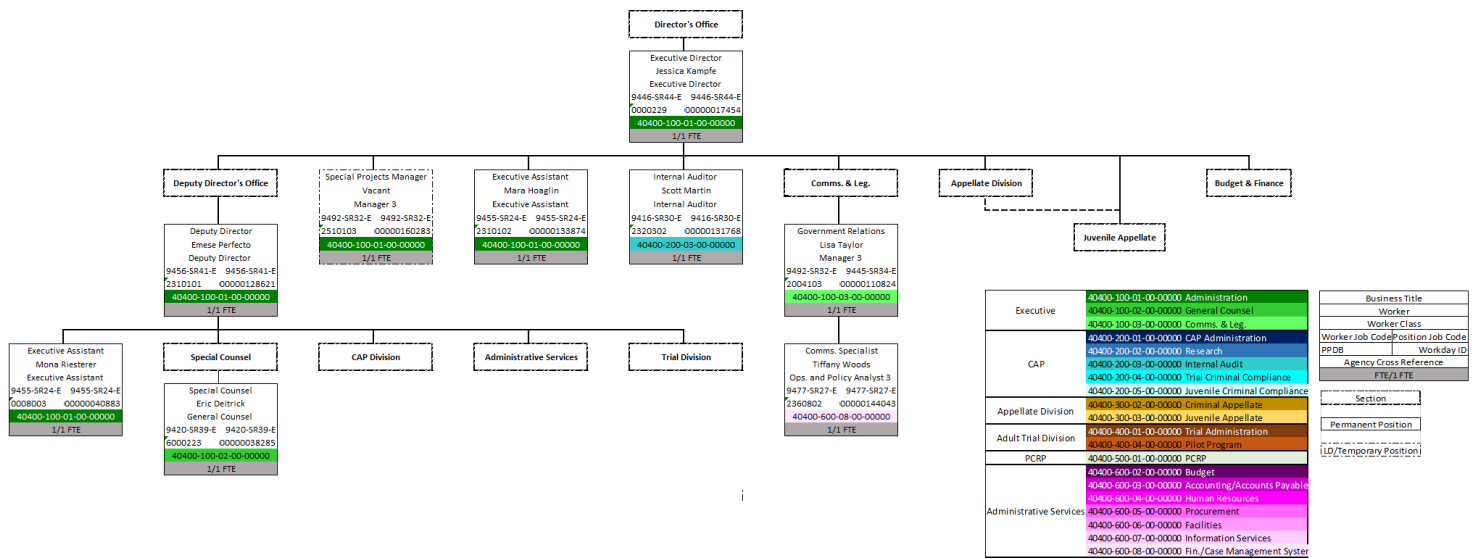 Director's Office
Executive Director
Jessica Kampfe
Executive Director
9446-SR44-E 9446-SR44-E
0000229 00000017454
40400-100-01-00-00000
1/1 FTE
Deputy Director's Office
Special Projects Manager
Vacant
Manager 3
9492-SR32-E 9492-SR32-E
2510103 00000160283
40400-100-01-00-00000
1/1 FTE
Executive Assistant
Mara Hoaglin
Executive Assistant
9455-SR24-E 9455-SR24-E
2310102 00000133874
40400-100-01-00-00000
1/1 FTE
Internal Auditor
Scott Martin
Internal Auditor
9416-SR30-E 9416-SR30-E
2320302 00000131768
40400-200-03-00-00000
1/1 FTE
Comms. & Leg.
Appellate Division
Budget & Finance
Juvenile Appellate
Deputy Director
Emese Perfecto
Deputy Director
9456-SR41-E 9456-SR41-E
2310101 00000128621
40400-100-01-00-00000
1/1 FTE
Government Relations
Lisa Taylor
Manager 3
9492-SR32-E 9445-SR34-E
2004103 00000110824
40400-100-03-00-00000
1/1 FTE
Executive Assistant
Mona Riesterer
Executive Assistant
9455-SR24-E 9455-SR24-E
0008003 00000040883
40400-100-01-00-00000
1/1 FTE
Special Counsel
CAP Division
Administrative Services
Trial Division
Special Counsel
Eric Deitrick
General Counsel
9420-SR39-E 9420-SR39-E
6000223 00000038285
40400-100-02-00-00000
1/1 FTE
Comms. Specialist
Tiffany Woods
Ops. and Policy Analyst 3
9477-SR27-E 9477-SR27-E
2360802 00000144043
40400-600-08-00-00000
1/1 FTE
Executive
40400-100-01-00-00000 Administration
40400-100-02-00-00000 General Counsel
40400-100-03-00-00000 Comms. & Leg.
CAP
40400-200-01-00-00000 CAP Administration
40400-200-02-00-00000 Research
40400-200-03-00-00000 Internal Audit
40400-200-04-00-00000 Trial Criminal Compliance
40400-200-05-00-00000 Juvenile Criminal Compliance
Appellate Division
40400-300-02-00-00000 Criminal Appellate
40400-300-03-00-00000 Juvenile Appellate
Adult Trial Division
40400-400-01-00-00000 Trial Administration
40400-400-04-00-00000 Pilot Program
PCRP
40400-500-01-00-00000 PCRP
Administrative Services
40400-600-02-00-00000 Budget
40400-600-03-00-00000 Accounting/Accounts Payable
40400-600-04-00-00000 Human Resources
40400-600-05-00-00000 Procurement
40400-600-06-00-00000 Facilities
40400-600-07-00-00000 Information Services
40400-600-08-00-00000 Fin./Case Management System
Business Title
Worker
Worker Class
Worker Job Code Position Job Code
PPDB Workday ID
Agency Cross Reference
FTE/1 FTE
Section
Permanent Position
LD/Temporary Position